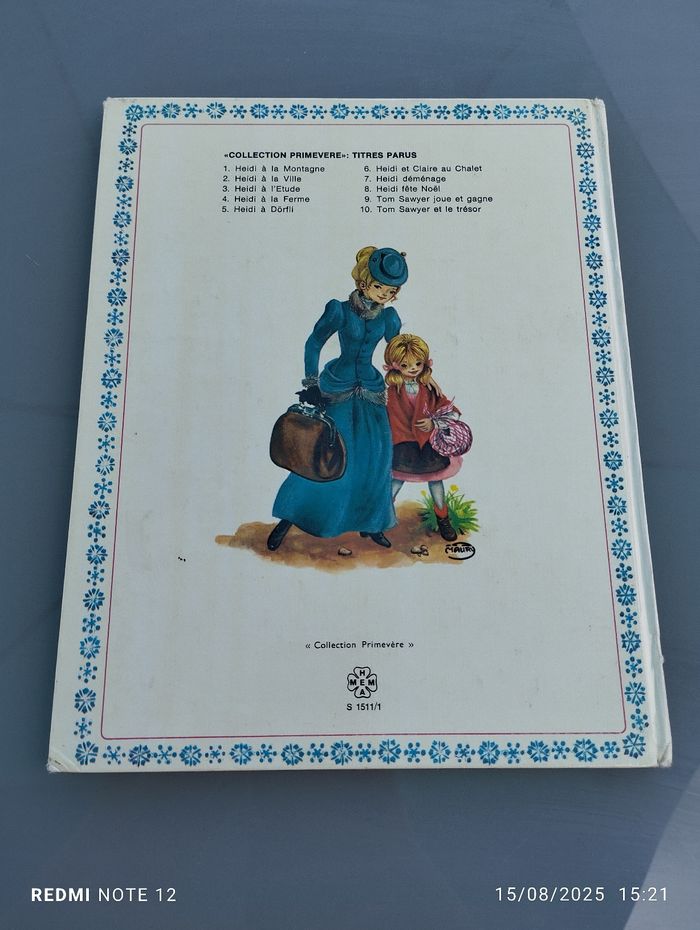 «COLLECTION PRIMEVERE»: TITRES PARUS
1. Heidi à la Montagne
2. Heidi à la Ville
3. Heidi à l'Etude
4. Heidi à la Ferme
5. Heidi à Dörfli
6. Heidi et Claire au Chalet
7. Heidi déménage
8. Heidi fête Noël
9. Tom Sawyer joue et gagne
10. Tom Sawyer et le trésor
MAURY
« Collection Primevère »
HEMMA
S 1511/1
REDMI NOTE 12
15/08/2025 15:21